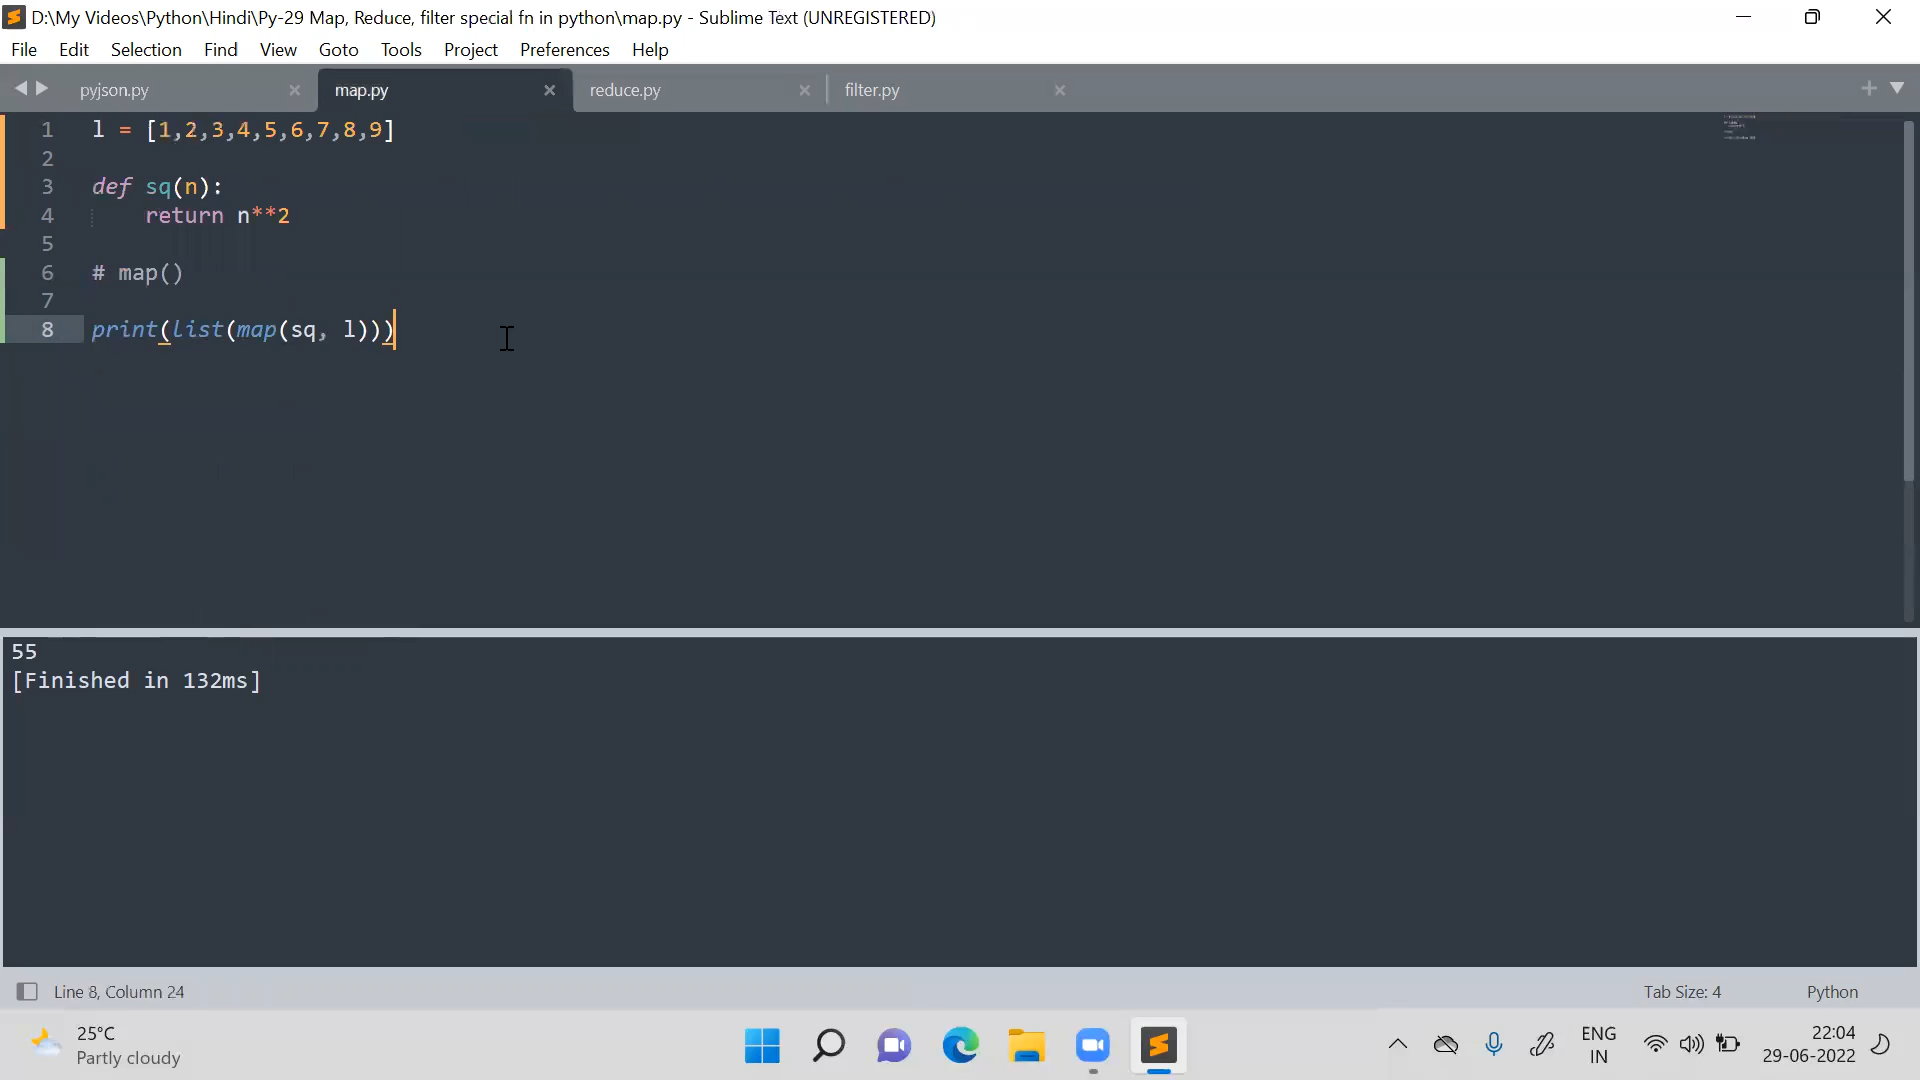 D:\My Videos\Python\Hindi\Py-29 Map, Reduce, filter special fn in python\map.py - Sublime Text (UNREGISTERED)
File Edit Selection Find View Goto Tools Project Preferences Help
pyjson.py map.py reduce.py filter.py
1 l = [1,2,3,4,5,6,7,8,9]
2
3 def sq(n):
4     return n**2
5
6 # map()
7
8 print(list(map(sq, l)))
55
[Finished in 132ms]
Line 8, Column 24 Tab Size: 4 Python
25°C
Partly cloudy
ENG
IN
22:04
29-06-2022